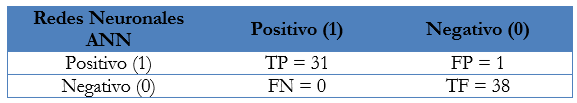 Redes Neuronales ANN Positivo (1) Negativo (0)
Positivo (1) TP = 31 FP = 1
Negativo (0) FN = 0 TF = 38